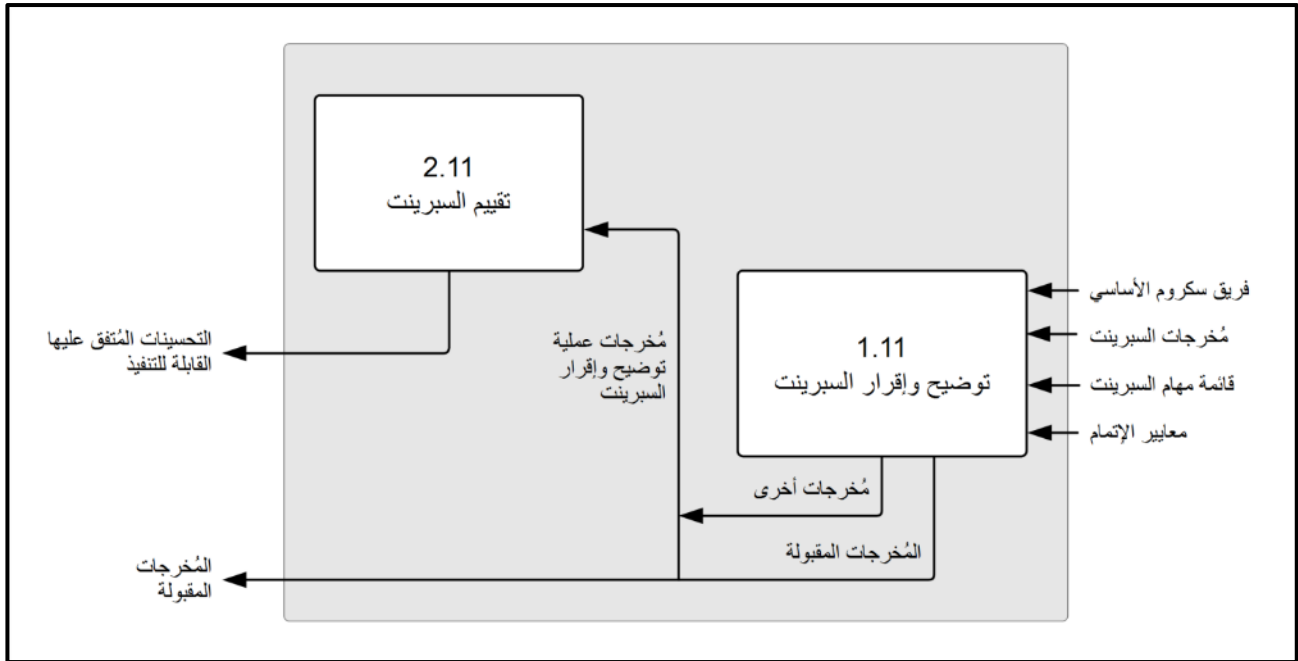 2.11
تقييم السبرينت
1.11
توضيح وإقرار السبرينت
فريق سكروم الأساسي
مُخرجات السبرينت
قائمة مهام السبرينت
معايير الإتمام
مُخرجات عملية
توضيح وإقرار
السبرينت
التحسينات المُتفق عليها
القابلة للتنفيذ
مُخرجات أخرى
المُخرجات المقبولة
المُخرجات
المقبولة